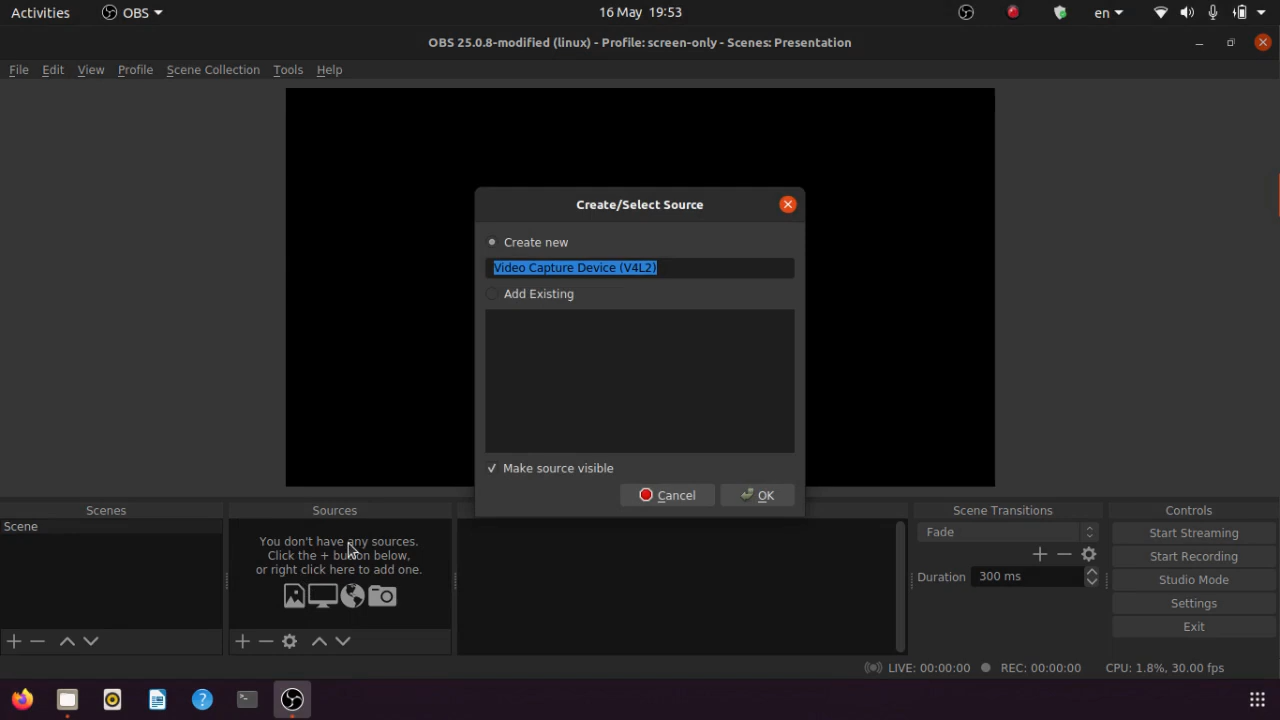 Activities
OBS
16 May 19:53
en
OBS 25.0.8-modified (linux) - Profile: screen-only - Scenes: Presentation
File Edit View Profile Scene Collection Tools Help
Create/Select Source
Create new
Video Capture Device (V4L2)
Add Existing
Make source visible
Cancel
OK
Scenes
Scene
Sources
You don't have any sources.
Click the + button below,
or right click here to add one.
Scene Transitions
Fade
Duration 300 ms
Controls
Start Streaming
Start Recording
Studio Mode
Settings
Exit
LIVE: 00:00:00 REC: 00:00:00 CPU: 1.8%, 30.00 fps